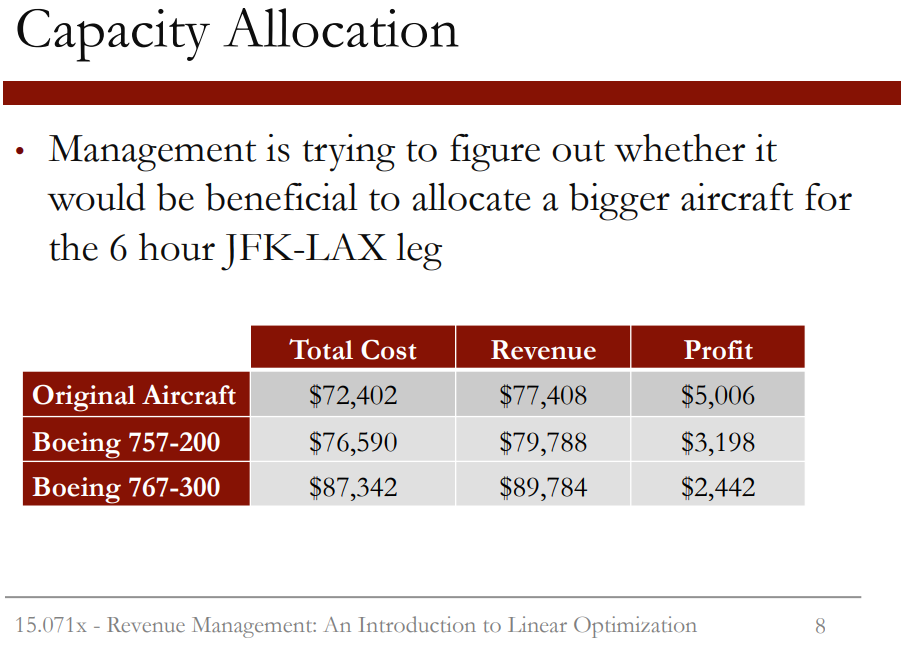 Capacity Allocation
• Management is trying to figure out whether it
would be beneficial to allocate a bigger aircraft for
the 6 hour JFK-LAX leg
Total Cost Revenue Profit
Original Aircraft $72,402 $77,408 $5,006
Boeing 757-200 $76,590 $79,788 $3,198
Boeing 767-300 $87,342 $89,784 $2,442
15.071x - Revenue Management: An Introduction to Linear Optimization 8